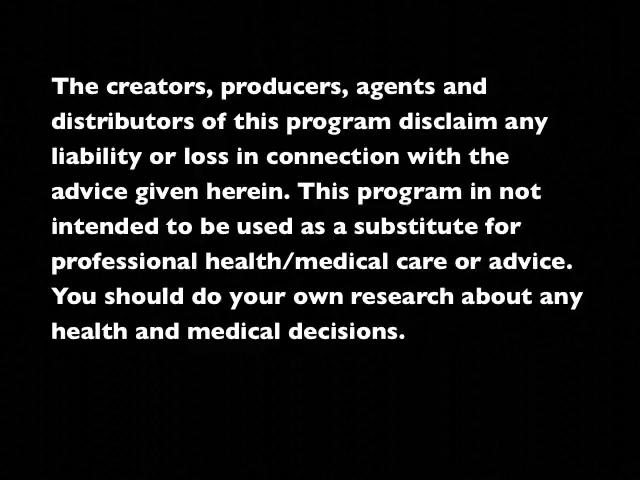 The creators, producers, agents and
distributors of this program disclaim any
liability or loss in connection with the
advice given herein. This program in not
intended to be used as a substitute for
professional health/medical care or advice.
You should do your own research about any
health and medical decisions.